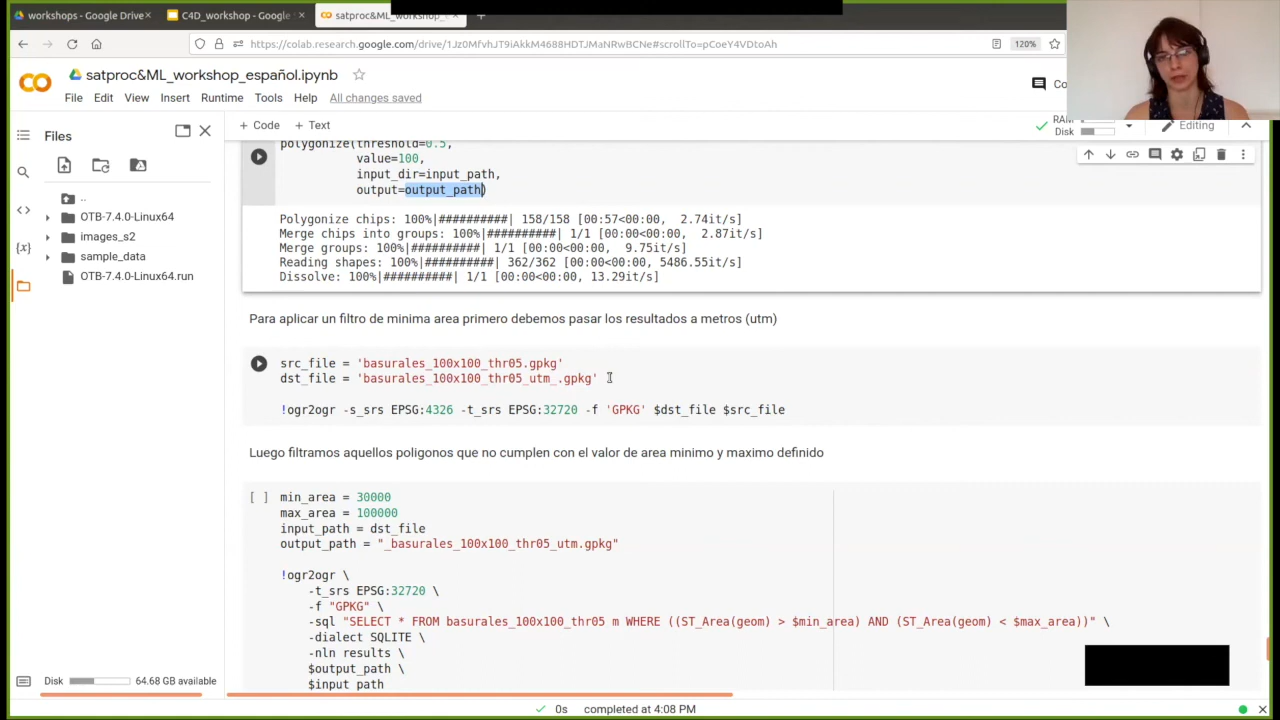 workshops - Google Drive
C4D_workshop - Google
satproc&ML_workshop_
https://colab.research.google.com/drive/1Jz0MfvhJT9iAkkM4688HDTJMaNRwBCNe#scrollTo=pCoeY4VDtoAh
120%
satproc&ML_workshop_español.ipynb
File Edit View Insert Runtime Tools Help All changes saved
Co
+ Code + Text
RAM
Disk
Editing
Files
..
OTB-7.4.0-Linux64
images_s2
sample_data
OTB-7.4.0-Linux64.run
Disk
64.68 GB available
polygonize(threshold=0.5,
value=100,
input_dir=input_path,
output=output_path)
Polygonize chips: 100%|##########| 158/158 [00:57<00:00, 2.74it/s]
Merge chips into groups: 100%|##########| 1/1 [00:00<00:00, 2.87it/s]
Merge groups: 100%|##########| 1/1 [00:00<00:00, 9.75it/s]
Reading shapes: 100%|##########| 362/362 [00:00<00:00, 5486.55it/s]
Dissolve: 100%|##########| 1/1 [00:00<00:00, 13.29it/s]
Para aplicar un filtro de minima area primero debemos pasar los resultados a metros (utm)
src_file = 'basurales_100x100_thr05.gpkg'
dst_file = 'basurales_100x100_thr05_utm_.gpkg'
!ogr2ogr -s_srs EPSG:4326 -t_srs EPSG:32720 -f 'GPKG' $dst_file $src_file
Luego filtramos aquellos poligonos que no cumplen con el valor de area minimo y maximo definido
[ ] min_area = 30000
max_area = 100000
input_path = dst_file
output_path = "_basurales_100x100_thr05_utm.gpkg"
!ogr2ogr \
-t_srs EPSG:32720 \
-f "GPKG" \
-sql "SELECT * FROM basurales_100x100_thr05 m WHERE ((ST_Area(geom) > $min_area) AND (ST_Area(geom) < $max_area))" \
-dialect SQLITE \
-nln results \
$output_path \
$input_path
0s completed at 4:08 PM